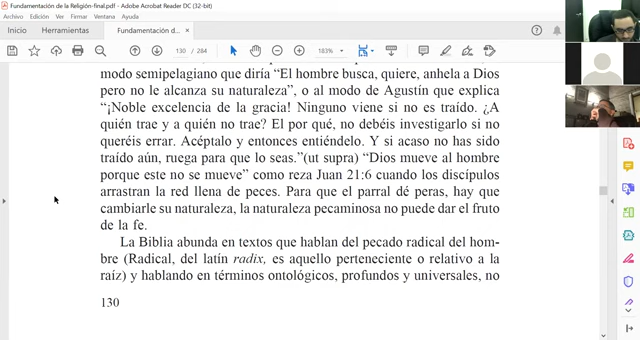 Fundamentación de la Religión-final.pdf - Adobe Acrobat Reader DC (32-bit)
Archivo Edición Ver Firmar Ventana Ayuda
Inicio Herramientas Fundamentación d... ×
130 / 284 183%
modo semipelagiano que diría “El hombre busca, quiere, anhela a Dios
pero no le alcanza su naturaleza”, o al modo de Agustín que explica
“¡Noble excelencia de la gracia! Ninguno viene si no es traído. ¿A
quién trae y a quién no trae? El por qué, no debéis investigarlo si no
queréis errar. Acéptalo y entonces entiéndelo. Y si acaso no has sido
traído aún, ruega para que lo seas.”(ut supra) “Dios mueve al hombre
porque este no se mueve” como reza Juan 21:6 cuando los discípulos
arrastran la red llena de peces. Para que el parral dé peras, hay que
cambiarle su naturaleza, la naturaleza pecaminosa no puede dar el fruto
de la fe.
La Biblia abunda en textos que hablan del pecado radical del hom-
bre (Radical, del latín radix, es aquello perteneciente o relativo a la
raíz) y hablando en términos ontológicos, profundos y universales, no
130